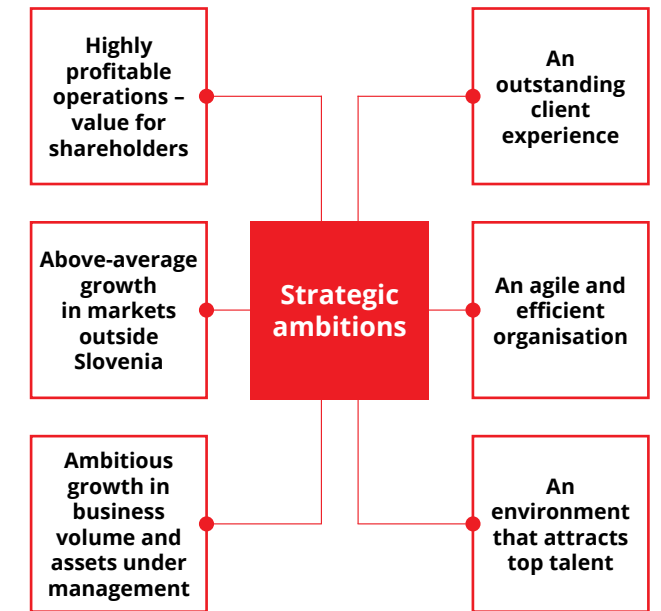 Highly
profitable
operations –
value for
shareholders
An
outstanding
client
experience
Above-average
growth
in markets
outside
Slovenia
Strategic
ambitions
An agile and
efficient
organisation
Ambitious
growth in
business
volume and
assets under
management
An
environment
that attracts
top talent